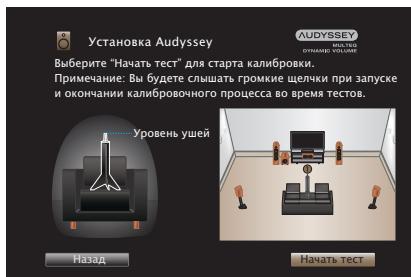 Установка Audyssey
AUDYSSEY
MULTEQ
DYNAMIC VOLUME
Выберите “Начать тест” для старта калибровки.
Примечание: Вы будете слышать громкие щелчки при запуске
и окончании калибровочного процесса во время тестов.
Уровень ушей
Назад
Начать тест